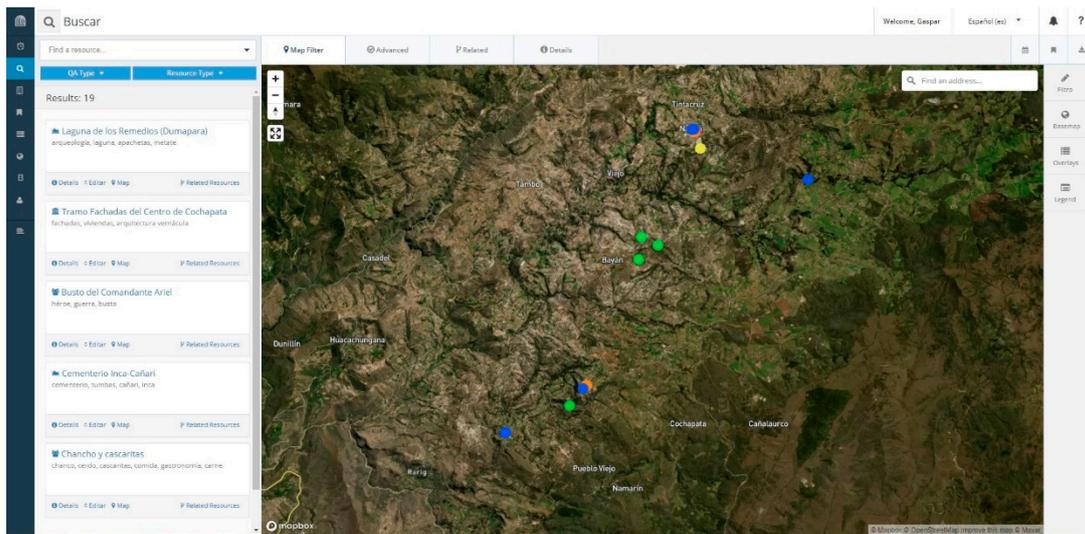 Buscar
Welcome, Gaspar
Español (es)
?
Find a resource...
Map Filter
Advanced
Related
Details
QA Type
Resource Type
Results: 19
Laguna de los Remedios (Dumapara)
arqueología, laguna, apachetas, metate
Details Editar Map Related Resources
Tramo Fachadas del Centro de Cochapata
fachadas, viviendas, arquitectura vernácula
Details Editar Map Related Resources
Busto del Comandante Ariel
héroe, guerra, busto
Details Editar Map Related Resources
Cementerio Inca-Cañari
cementerio, tumbas, cañari, inca
Details Editar Map Related Resources
Chancho y cascaritas
chanco, cerdo, cascaritas, comida, gastronomía, carne
Details Editar Map Related Resources
+
−
Find an address...
Filtro
Basemap
Overlays
Legend
Tintacruz
Viejo
Tambo
Casadel
Bayán
Dunillín
Huacachungana
Cochapata
Cañalaurco
Rarig
Pueblo Viejo
Namarín
mapbox
© Mapbox © OpenStreetMap Improve this map © Maxar